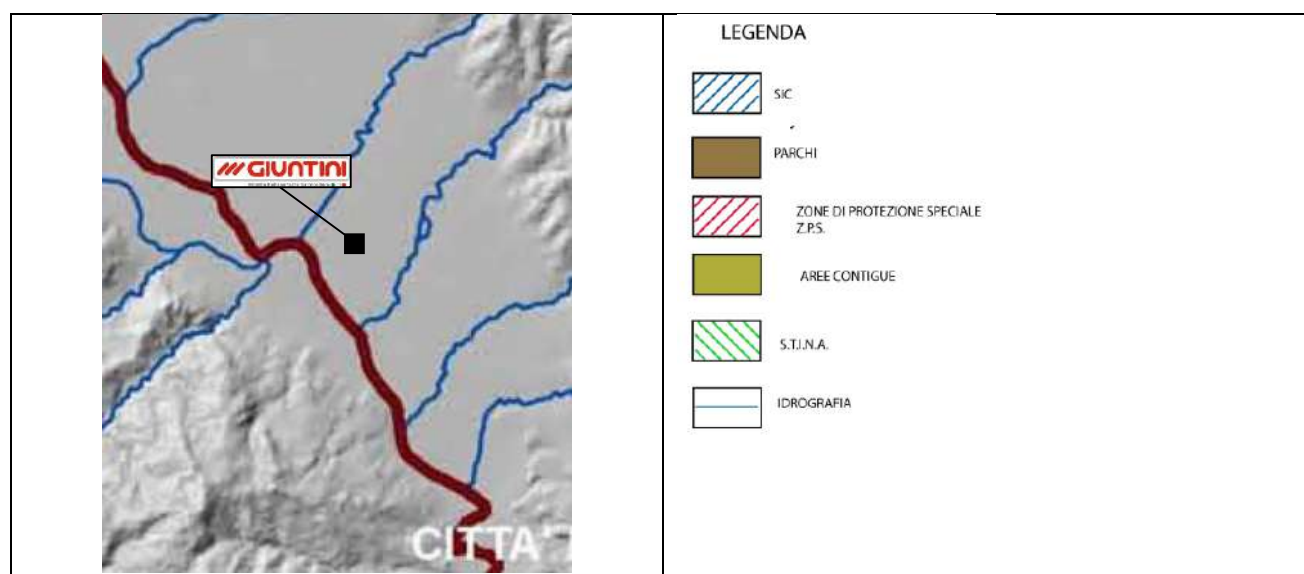 GIUNTINI
CITTA'
LEGENDA
SIC
PARCHI
ZONE DI PROTEZIONE SPECIALE
Z.P.S.
AREE CONTIGUE
S.T.I.N.A.
IDROGRAFIA